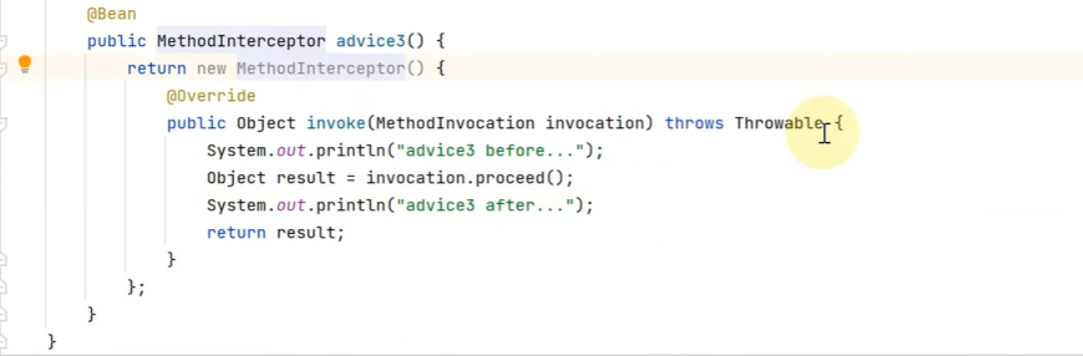 @Bean
public MethodInterceptor advice3() {
return new MethodInterceptor() {
@Override
public Object invoke(MethodInvocation invocation) throws Throwable {
System.out.println("advice3 before...");
Object result = invocation.proceed();
System.out.println("advice3 after...");
return result;
}
};
}
}